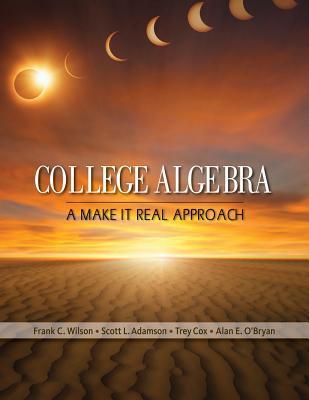 COLLEGE ALGEBRA
A MAKE IT REAL APPROACH
Frank C. Wilson • Scott L. Adamson • Trey Cox • Alan E. O'Bryan